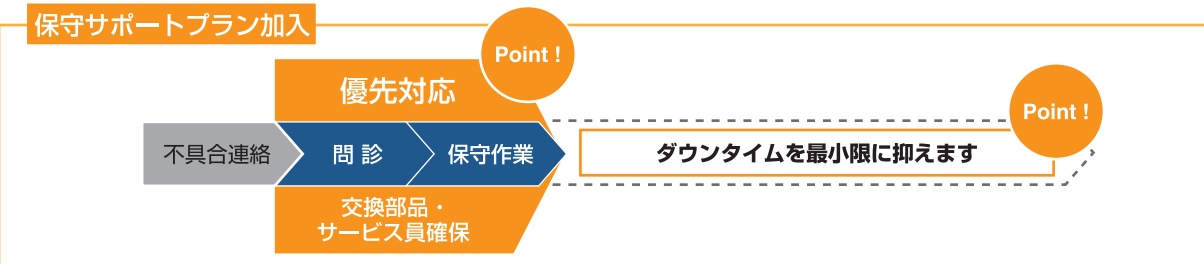 保守サポートプラン加入
Point！
優先対応
Point！
不具合連絡
問診
保守作業
ダウンタイムを最小限に抑えます
交換部品・
サービス員確保